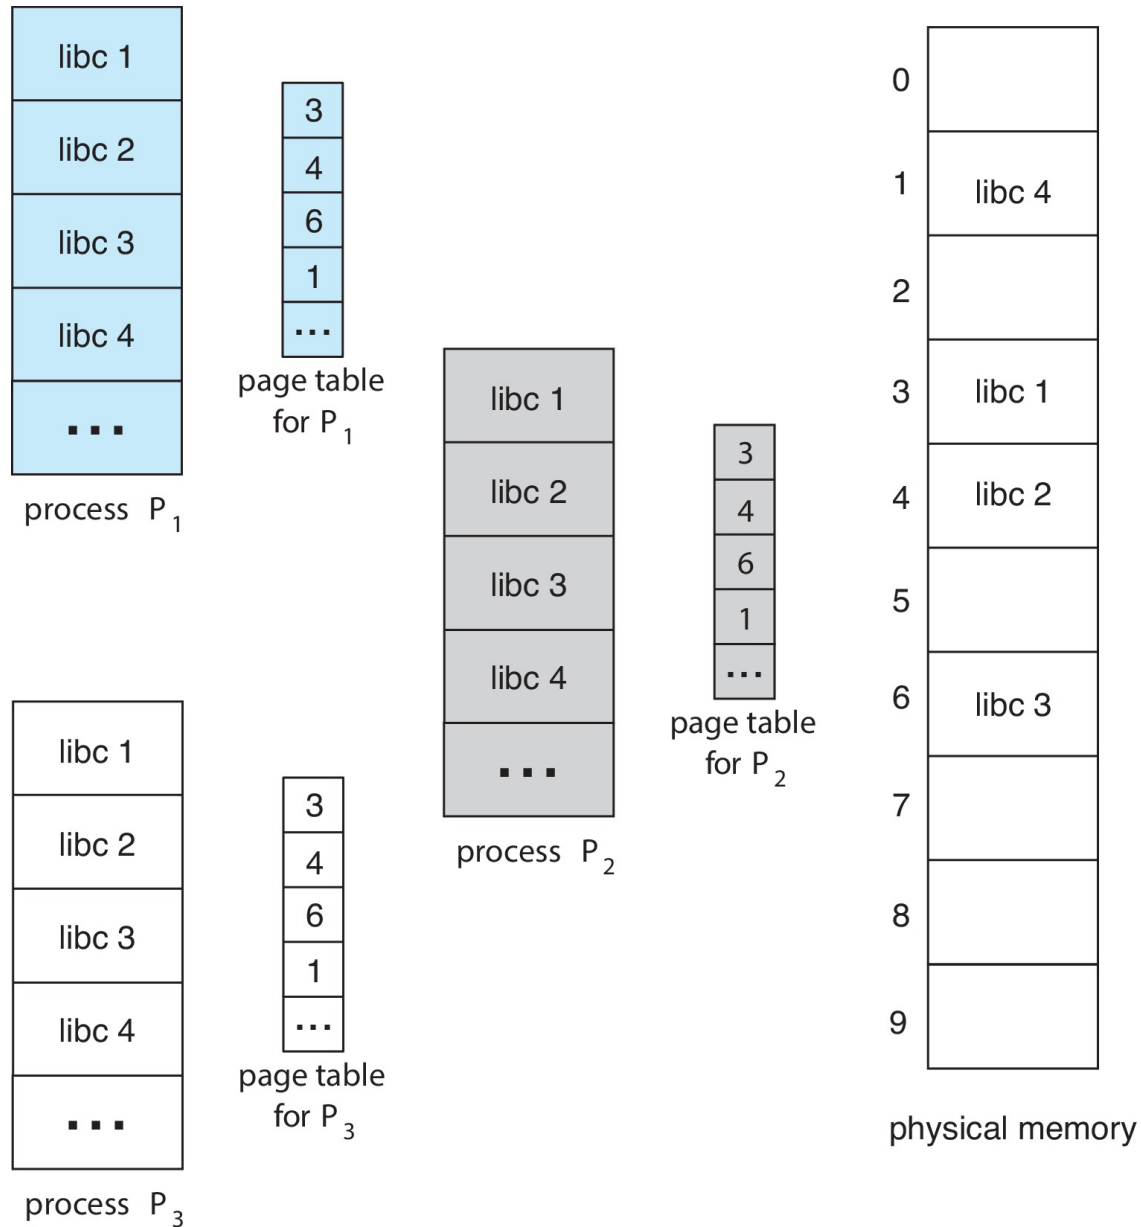 libc 1
libc 2
libc 3
libc 4
...
process P1
3
4
6
1
...
page table
for P1
libc 1
libc 2
libc 3
libc 4
...
process P2
3
4
6
1
...
page table
for P2
libc 1
libc 2
libc 3
libc 4
...
process P3
3
4
6
1
...
page table
for P3
0
1 libc 4
2
3 libc 1
4 libc 2
5
6 libc 3
7
8
9
physical memory